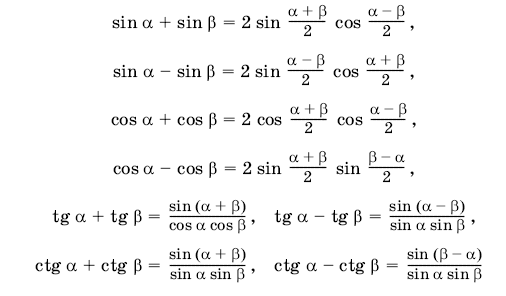 sin α + sin β = 2 sin (α + β)/2 cos (α − β)/2 ,
sin α − sin β = 2 sin (α − β)/2 cos (α + β)/2 ,
cos α + cos β = 2 cos (α + β)/2 cos (α − β)/2 ,
cos α − cos β = 2 sin (α + β)/2 sin (β − α)/2 ,
tg α + tg β = sin (α + β)/cos α cos β , tg α − tg β = sin (α − β)/sin α sin β ,
ctg α + ctg β = sin (α + β)/sin α sin β , ctg α − ctg β = sin (β − α)/sin α sin β